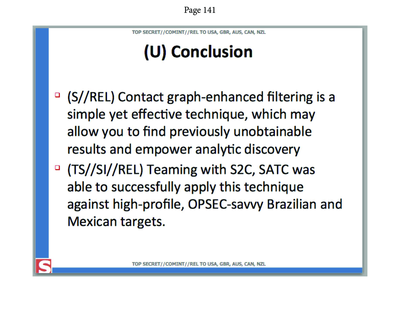 Page 141
TOP SECRET//COMINT//REL TO USA, GBR, AUS, CAN, NZL
(U) Conclusion
(S//REL) Contact graph-enhanced filtering is a
simple yet effective technique, which may
allow you to find previously unobtainable
results and empower analytic discovery
(TS//SI//REL) Teaming with S2C, SATC was
able to successfully apply this technique
against high-profile, OPSEC-savvy Brazilian and
Mexican targets.
S
TOP SECRET//COMINT//REL TO USA, GBR, AUS, CAN, NZL